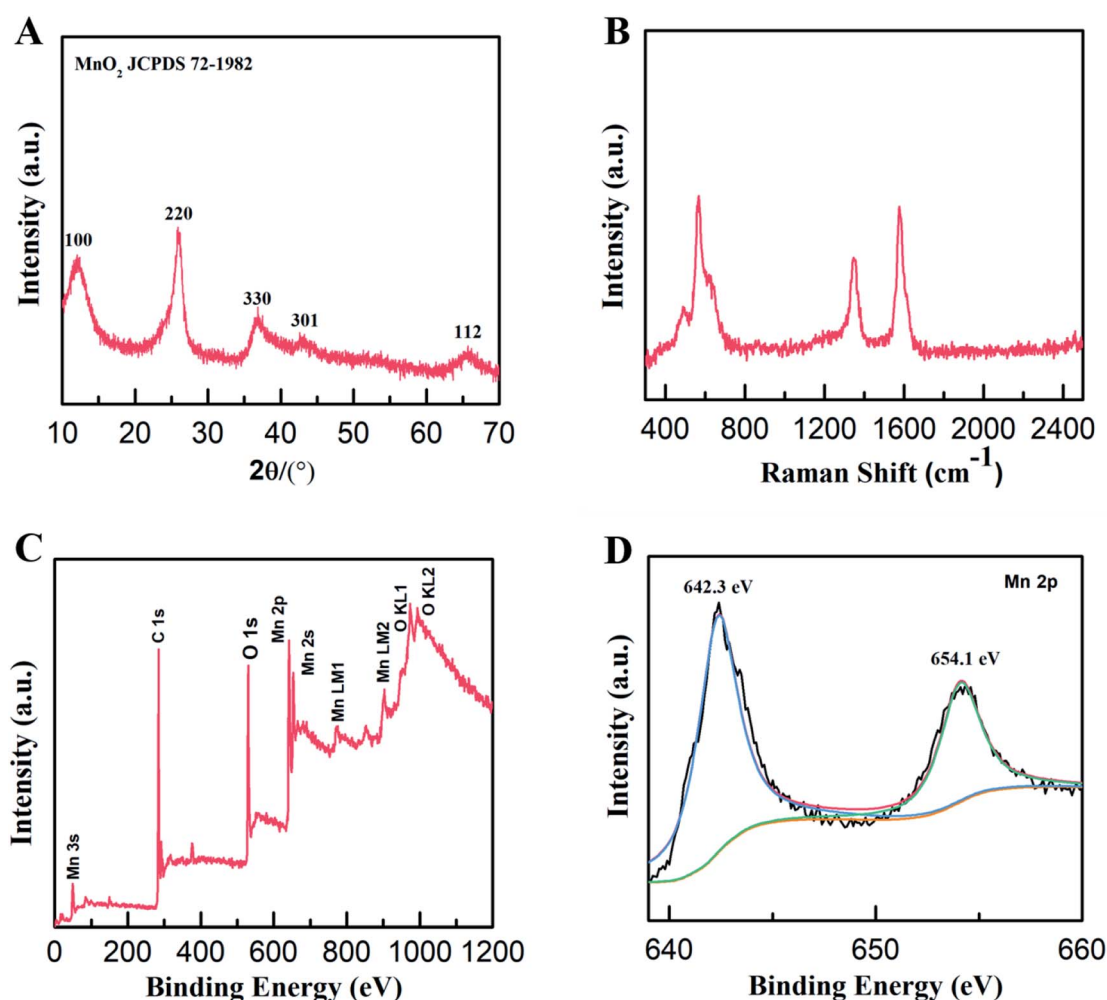 A
MnO2 JCPDS 72-1982
100
220
330
301
112
Intensity (a.u.)
10 20 30 40 50 60 70
2θ/(°)
B
Intensity (a.u.)
400 800 1200 1600 2000 2400
Raman Shift (cm-1)
C
Mn 3s
C 1s
O 1s
Mn 2p
Mn 2s
Mn LM1
Mn LM2
O KL1
O KL2
Intensity (a.u.)
0 200 400 600 800 1000 1200
Binding Energy (eV)
D
642.3 eV
Mn 2p
654.1 eV
Intensity (a.u.)
640 650 660
Binding Energy (eV)